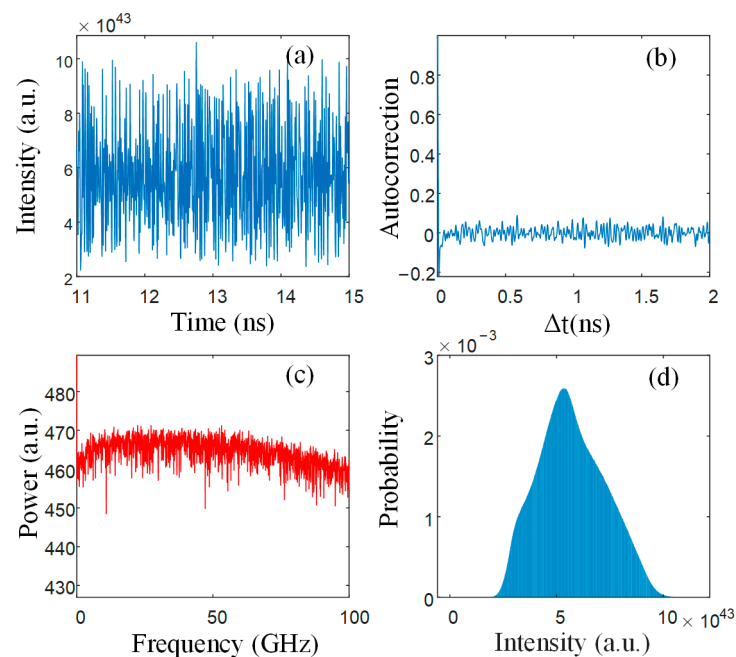 × 10^43
(a)
Intensity (a.u.)
10
8
6
4
2
11 12 13 14 15
Time (ns)
(b)
Autocorrection
0.8
0.6
0.4
0.2
0
−0.2
0 0.5 1 1.5 2
Δt(ns)
(c)
Power (a.u.)
480
470
460
450
440
430
0 50 100
Frequency (GHz)
× 10^−3
(d)
Probability
3
2
1
0
0 5 10 × 10^43
Intensity (a.u.)